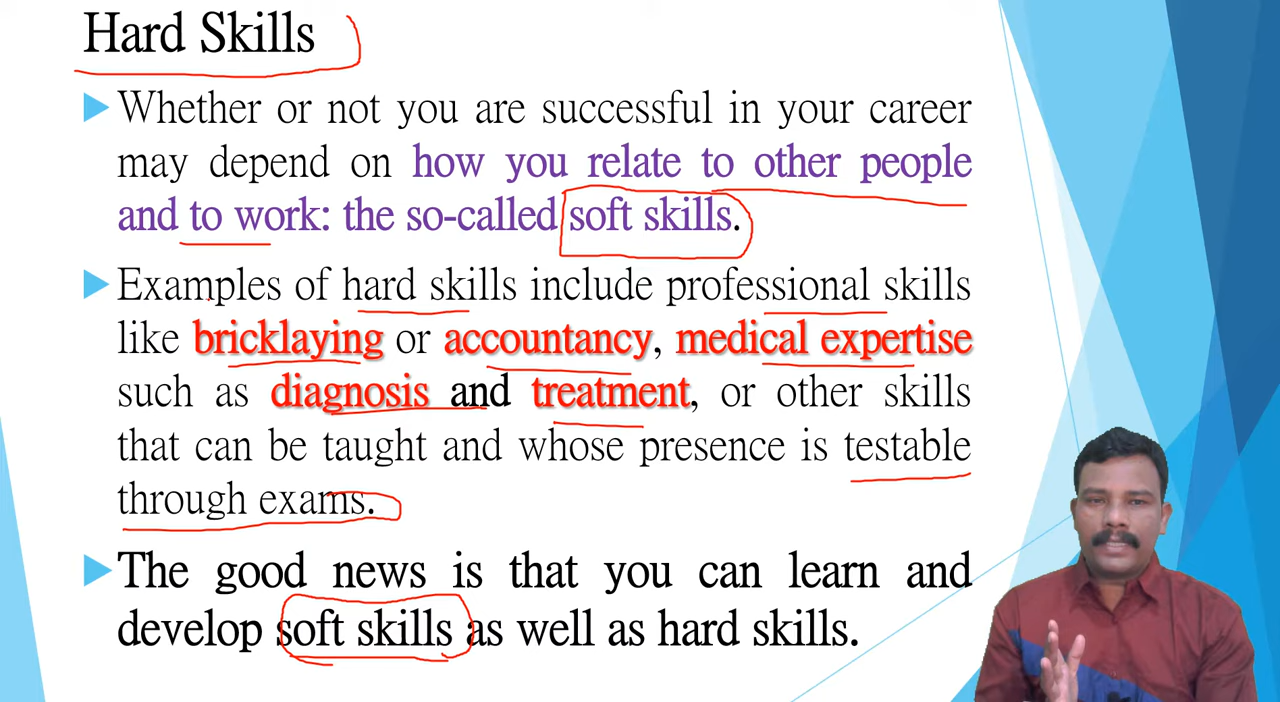 Hard Skills
Whether or not you are successful in your career
may depend on how you relate to other people
and to work: the so-called soft skills.
Examples of hard skills include professional skills
like bricklaying or accountancy, medical expertise
such as diagnosis and treatment, or other skills
that can be taught and whose presence is testable
through exams.
The good news is that you can learn and
develop soft skills as well as hard skills.